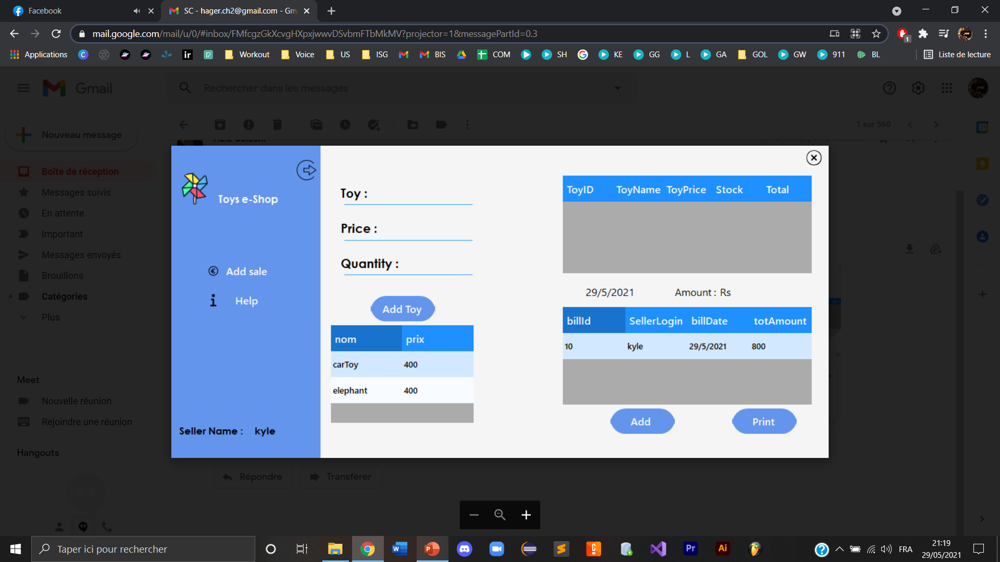 Facebook
SC - hager.ch2@gmail.com - Gm
mail.google.com/mail/u/0/#inbox/FMfcgzGkXcvgHXpxjwwvDSvbmFTbMkMV?projector=1&messagePartId=0.3
1
Applications
Workout
Voice
US
ISG
BIS
COM
SH
KE
GG
L
GA
GOL
GW
911
BL
Liste de lecture
Gmail
Rechercher dans les messages
Nouveau message
1 sur 560
Boîte de réception
Messages suivis
En attente
Important
Messages envoyés
Brouillons
Catégories
Plus
Meet
Nouvelle réunion
Rejoindre une réunion
Hangouts
Toys e-Shop
Add sale
Help
Seller Name : kyle
Toy :
Price :
Quantity :
Add Toy
nom prix
carToy 400
elephant 400
ToyID ToyName ToyPrice Stock Total
29/5/2021 Amount : Rs
billId SellerLogin billDate totAmount
10 kyle 29/5/2021 800
Add Print
Répondre Transférer
Taper ici pour rechercher
FRA
21:19
29/05/2021